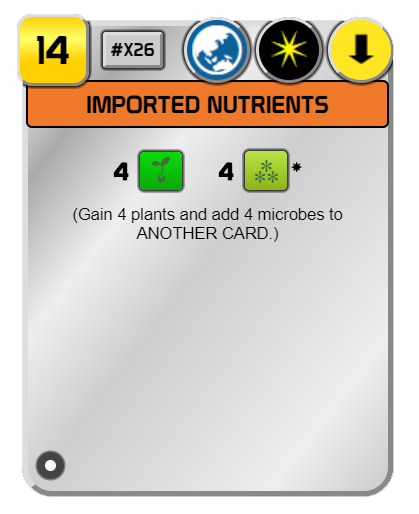 14 #X26
IMPORTED NUTRIENTS
4 4 *
(Gain 4 plants and add 4 microbes to
ANOTHER CARD.)